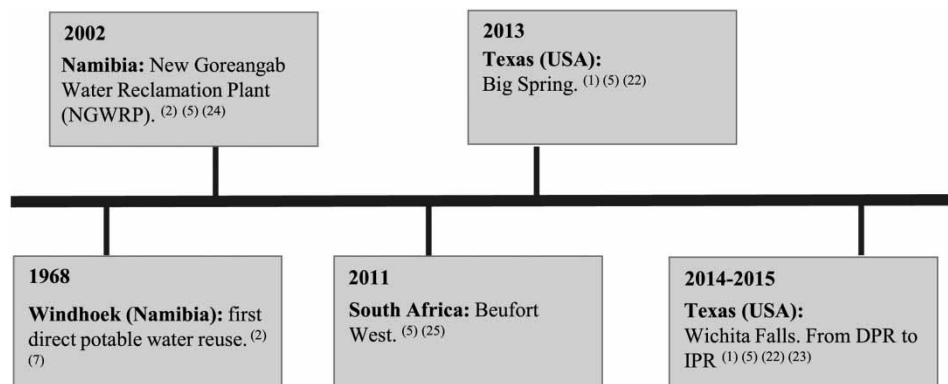 2002
Namibia: New Goreangab
Water Reclamation Plant
(NGWRP). (2) (5) (24)
2013
Texas (USA):
Big Spring. (1) (5) (22)
1968
Windhoek (Namibia): first
direct potable water reuse. (2)
(7)
2011
South Africa: Beufort
West. (5) (25)
2014-2015
Texas (USA):
Wichita Falls. From DPR to
IPR (1) (5) (22) (23)